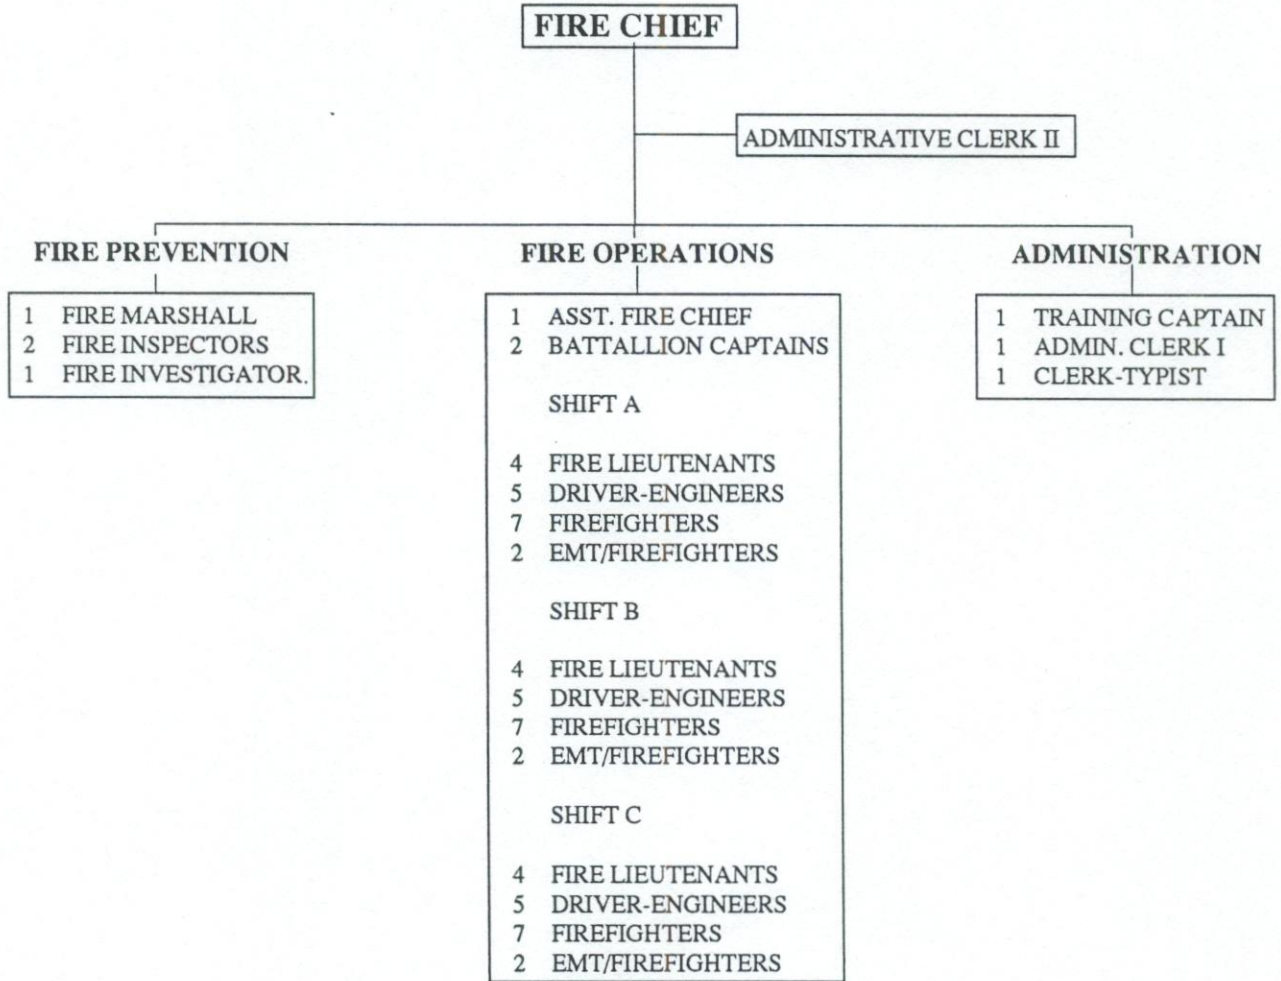 FIRE CHIEF
ADMINISTRATIVE CLERK II
FIRE PREVENTION
1 FIRE MARSHALL
2 FIRE INSPECTORS
1 FIRE INVESTIGATOR.
FIRE OPERATIONS
1 ASST. FIRE CHIEF
2 BATTALLION CAPTAINS
SHIFT A
4 FIRE LIEUTENANTS
5 DRIVER-ENGINEERS
7 FIREFIGHTERS
2 EMT/FIREFIGHTERS
SHIFT B
4 FIRE LIEUTENANTS
5 DRIVER-ENGINEERS
7 FIREFIGHTERS
2 EMT/FIREFIGHTERS
SHIFT C
4 FIRE LIEUTENANTS
5 DRIVER-ENGINEERS
7 FIREFIGHTERS
2 EMT/FIREFIGHTERS
ADMINISTRATION
1 TRAINING CAPTAIN
1 ADMIN. CLERK I
1 CLERK-TYPIST